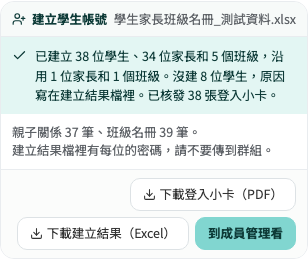 建立學生帳號 學生家長班級名冊_測試資料.xlsx
已建立 38 位學生、34 位家長和 5 個班級，沿
用 1 位家長和 1 個班級。沒建 8 位學生，原因
寫在建立結果檔裡。已核發 38 張登入小卡。
親子關係 37 筆、班級名冊 39 筆。
建立結果檔裡有每位的密碼，請不要傳到群組。
下載登入小卡（PDF）
下載建立結果（Excel） 到成員管理看